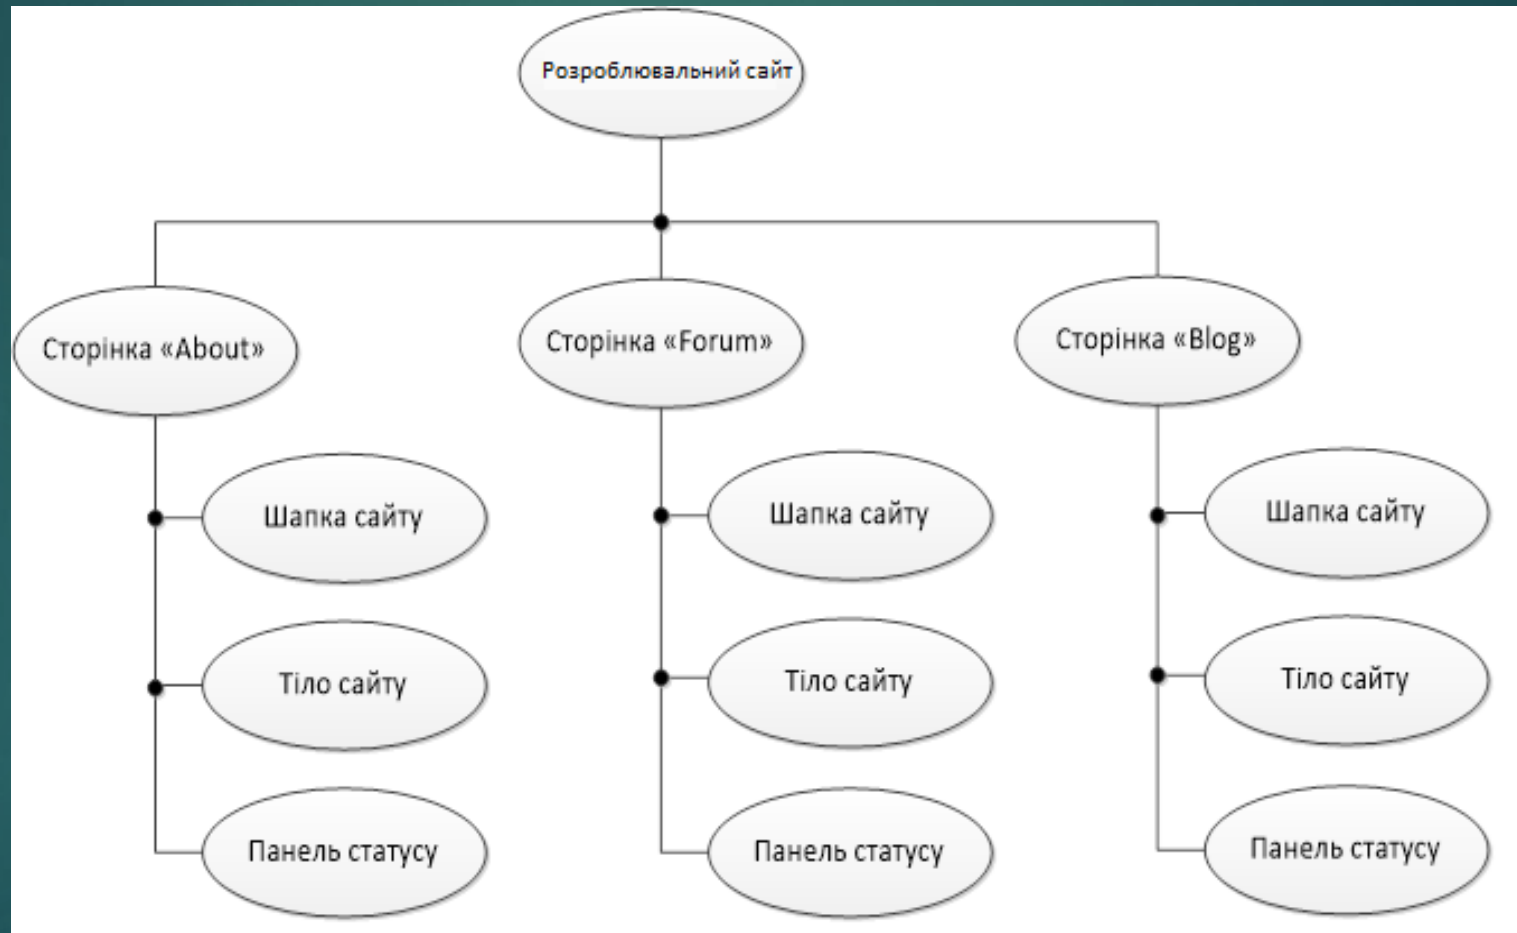 Розроблювальний сайт
Сторінка «About»
Сторінка «Forum»
Сторінка «Blog»
Шапка сайту
Шапка сайту
Шапка сайту
Тіло сайту
Тіло сайту
Тіло сайту
Панель статусу
Панель статусу
Панель статусу